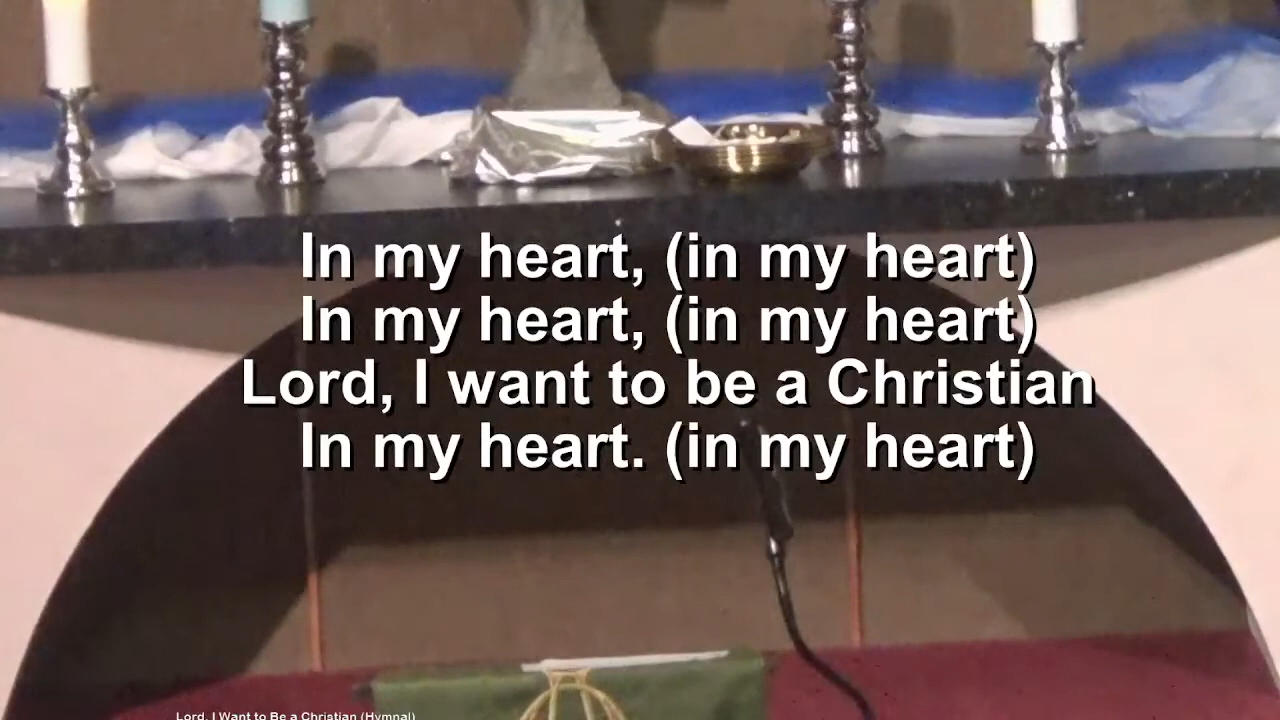 In my heart, (in my heart)
In my heart, (in my heart)
Lord, I want to be a Christian
In my heart. (in my heart)
Lord, I Want to Be a Christian (Hymnal)